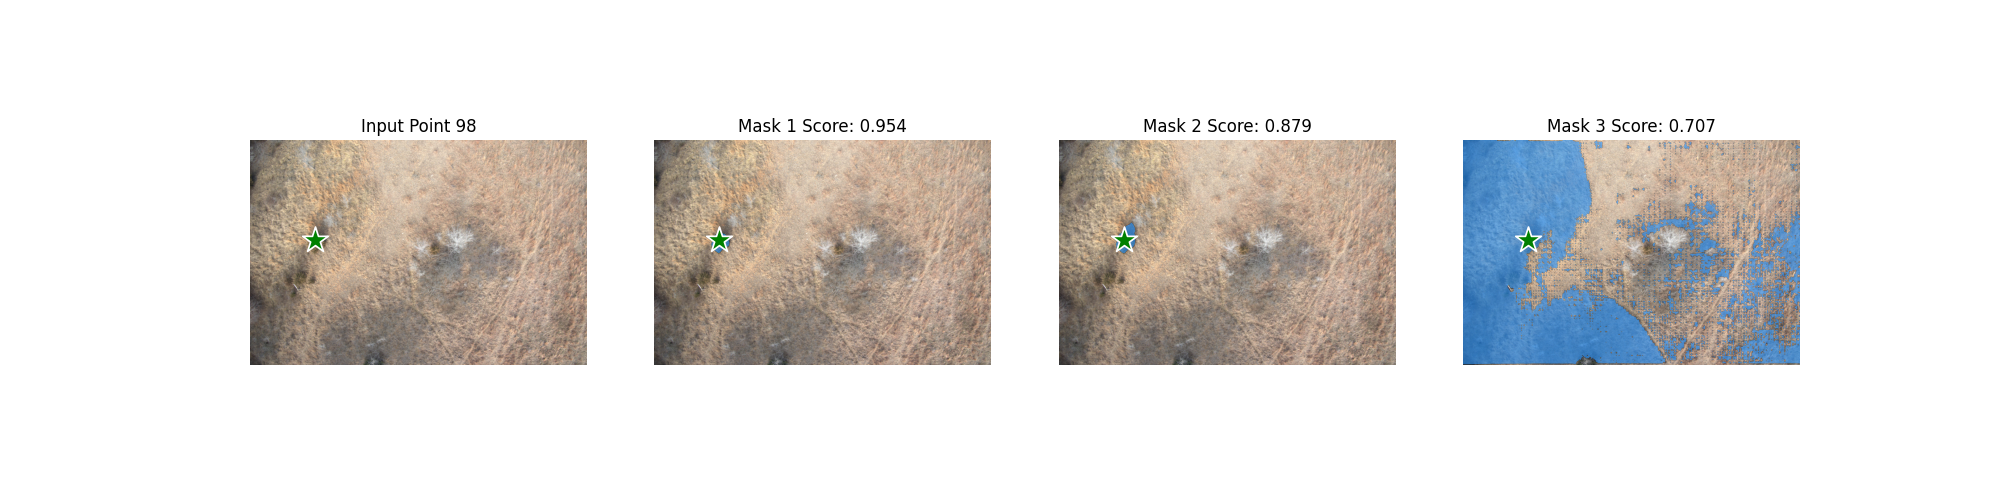 Input Point 98
Mask 1 Score: 0.954
Mask 2 Score: 0.879
Mask 3 Score: 0.707